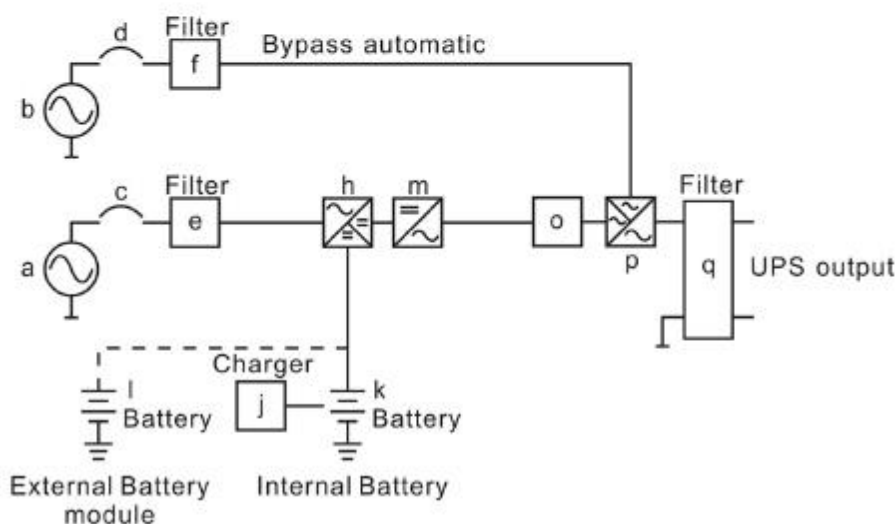 d
Filter
f
Bypass automatic
b
c
Filter
e
h
m
o
p
Filter
q
UPS output
a
l
Battery
External Battery
module
Charger
j
k
Battery
Internal Battery